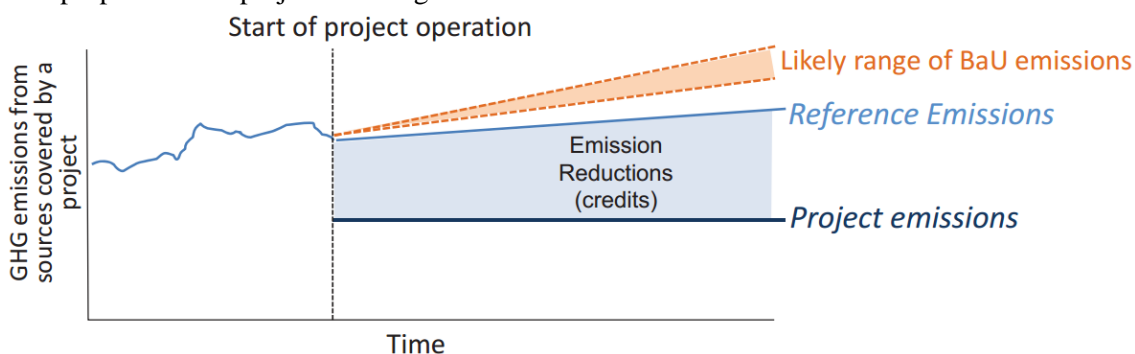 Start of project operation
Likely range of BaU emissions
Reference Emissions
Emission
Reductions
(credits)
Project emissions
GHG emissions from
sources covered by a
project
Time